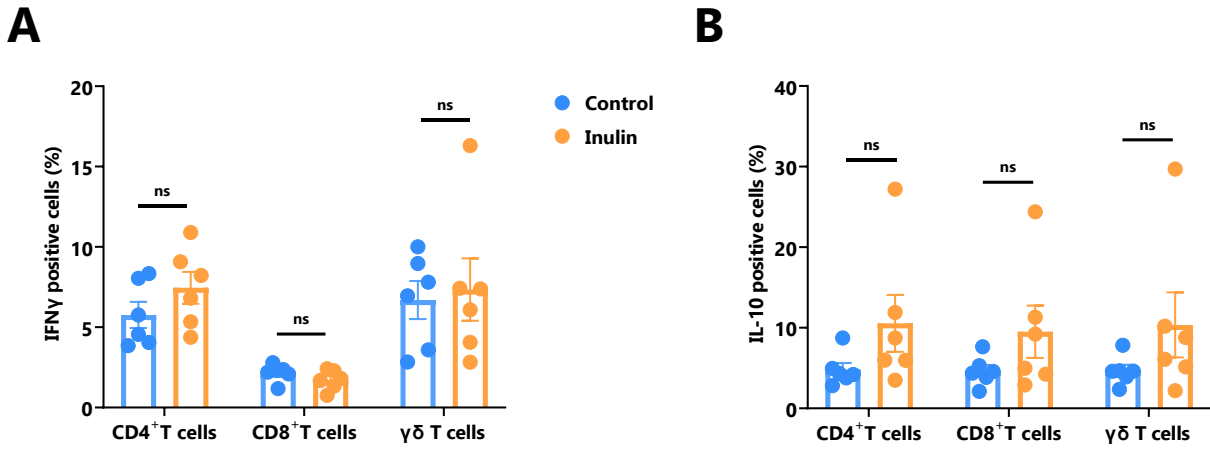 A
IFNγ positive cells (%)
20
15
10
5
0
ns
ns
ns
CD4⁺T cells
CD8⁺T cells
γδ T cells
Control
Inulin
B
IL-10 positive cells (%)
40
30
20
10
0
ns
ns
ns
CD4⁺T cells
CD8⁺T cells
γδ T cells